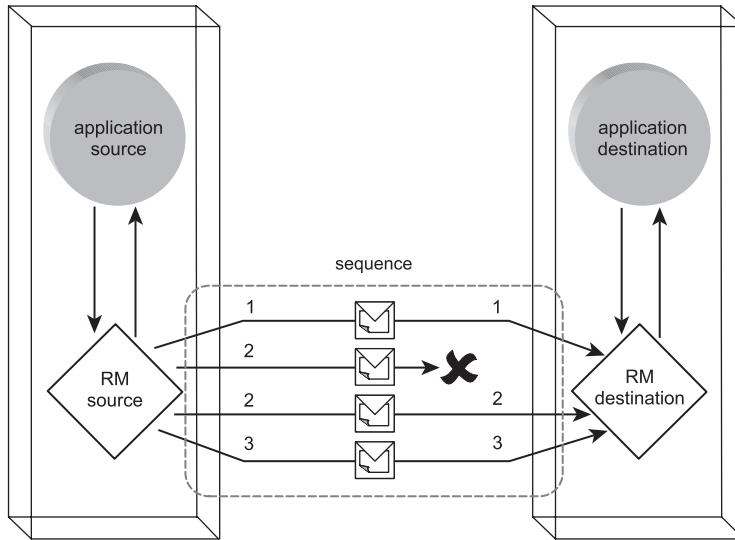 application
source
application
destination
sequence
1
1
2
2
2
3
3
RM
source
RM
destination